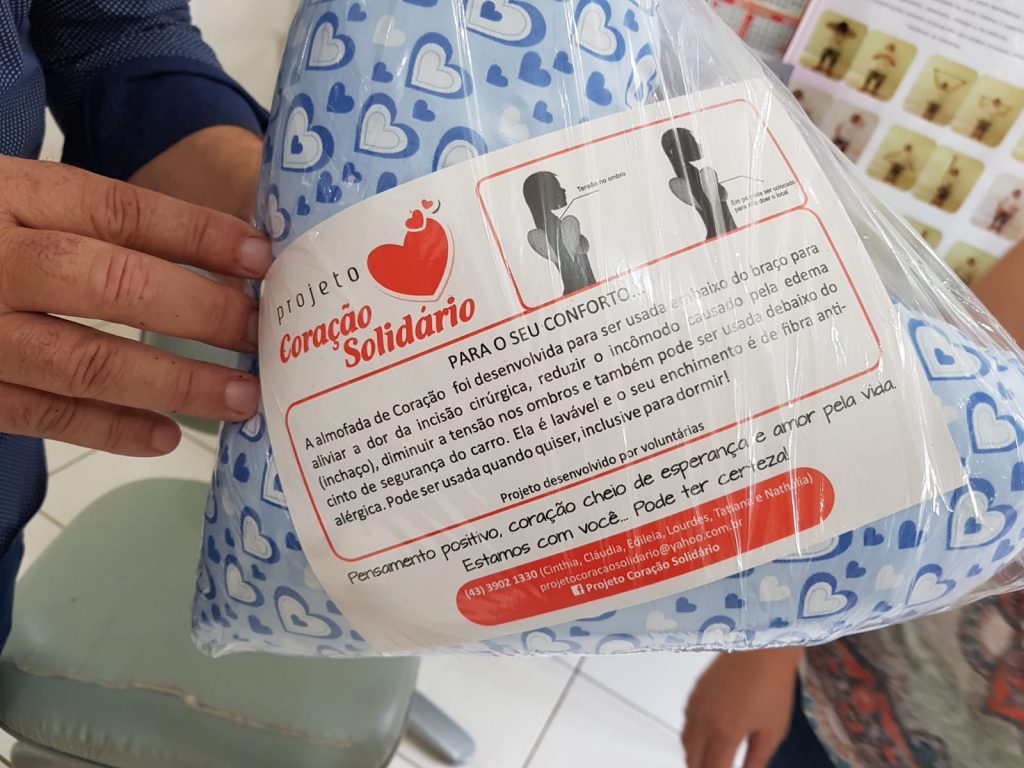 projeto
Coração
Solidário
Tensão no ombro
Em pé pode ser colocado
para não doer o local
PARA O SEU CONFORTO...
A almofada de Coração foi desenvolvida para ser usada embaixo do braço para
aliviar a dor da incisão cirúrgica, reduzir o incômodo causado pela edema
(inchaço), diminuir a tensão nos ombros e também pode ser usada debaixo do
cinto de segurança do carro. Ela é lavável e o seu enchimento é de fibra anti-
alérgica. Pode ser usada quando quiser, inclusive para dormir!
Projeto desenvolvido por voluntárias
Pensamento positivo, coração cheio de esperança e amor pela vida.
Estamos com você... Pode ter certeza!
(43) 3902 1330 (Cinthia, Cláudia, Edileia, Lourdes, Tatiana e Nathália)
projetocoracaosolidario@yahoo.com.br
Projeto Coração Solidário